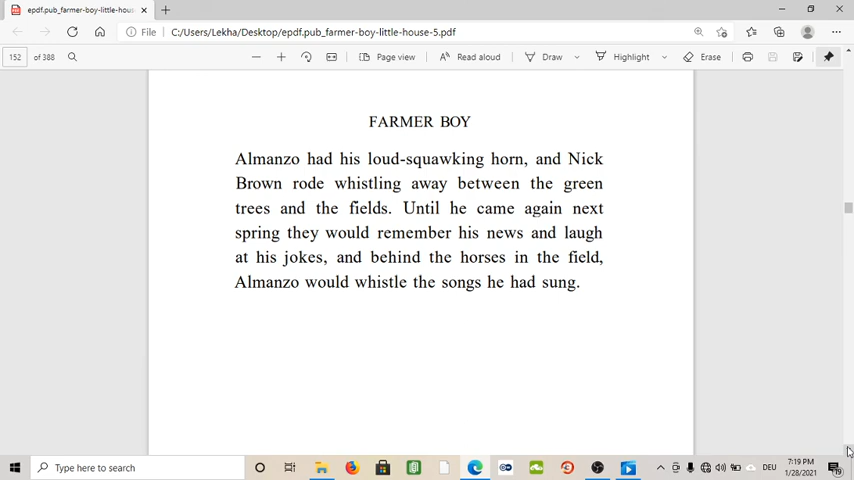 epdf.pub_farmer-boy-little-house-
File C:/Users/Lekha/Desktop/epdf.pub_farmer-boy-little-house-5.pdf
152 of 388 Page view Read aloud Draw Highlight Erase
FARMER BOY
Almanzo had his loud-squawking horn, and Nick
Brown rode whistling away between the green
trees and the fields. Until he came again next
spring they would remember his news and laugh
at his jokes, and behind the horses in the field,
Almanzo would whistle the songs he had sung.
Type here to search
DEU
7:19 PM
1/28/2021
19